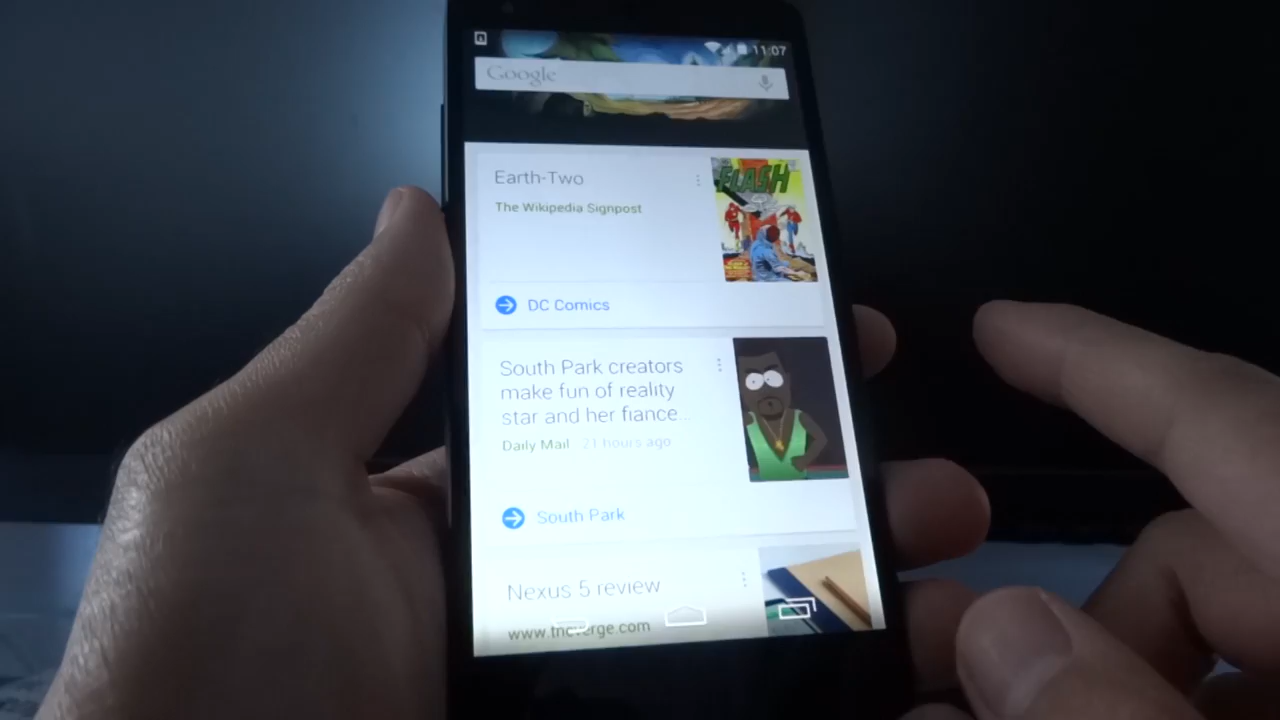 11:07
Google
Earth-Two
The Wikipedia Signpost
FLASH
DC Comics
South Park creators
make fun of reality
star and her fiance...
Daily Mail 21 hours ago
South Park
Nexus 5 review
www.theverge.com